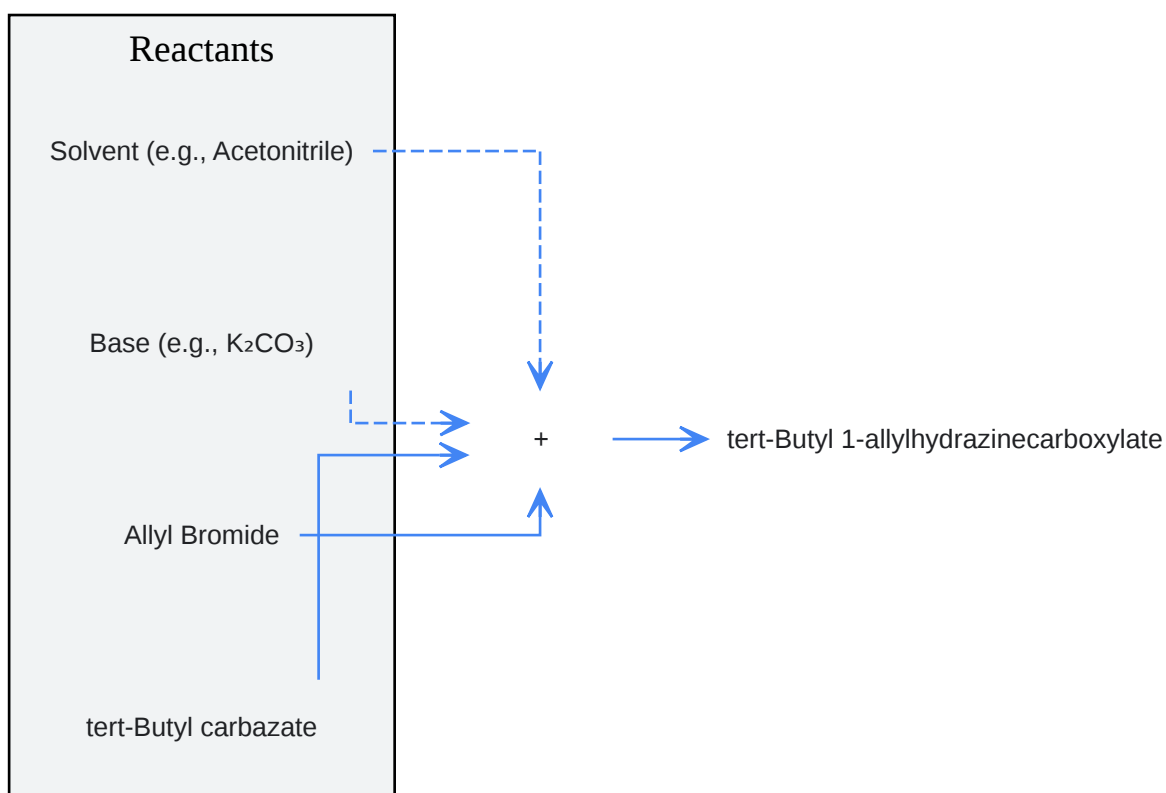 Reactants
Solvent (e.g., Acetonitrile)
Base (e.g., K₂CO₃)
+
tert-Butyl 1-allylhydrazinecarboxylate
Allyl Bromide
tert-Butyl carbazate